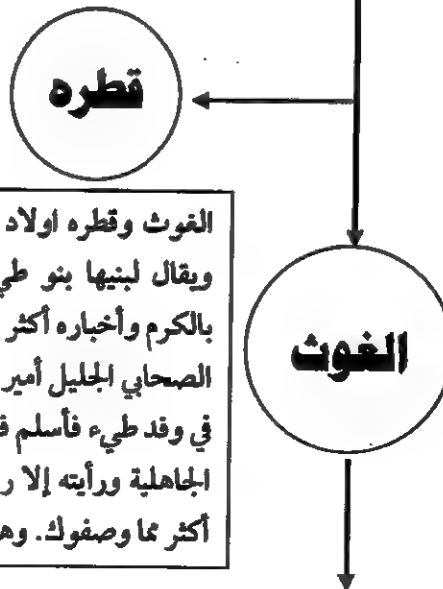 قطره
الغوث
الغوث وقطره اولاد
ويقال لبنيها بنو طي
بالكرم وأخباره أكثر
الصحابي الجليل أمير
في وفد طيء فأسلم ف
الجاهلية ورأيته إلا ر
أكثر مما وصفوك. وه